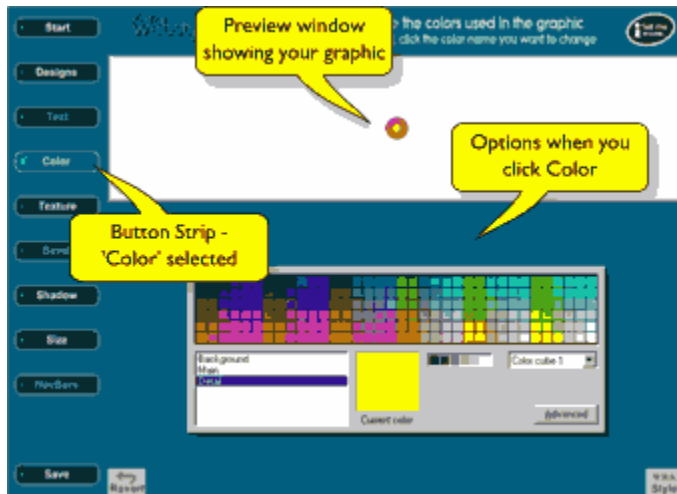 Start
Preview window
showing your graphic
the colors used in the graphic
click the color name you want to change
Designs
Text
Options when you
click Color
Color
Texture
Button Strip -
'Color' selected
Shadow
Size
Background
Main
Detail
Color cube 1
Current color
Advanced
NavBars
Save
Revert